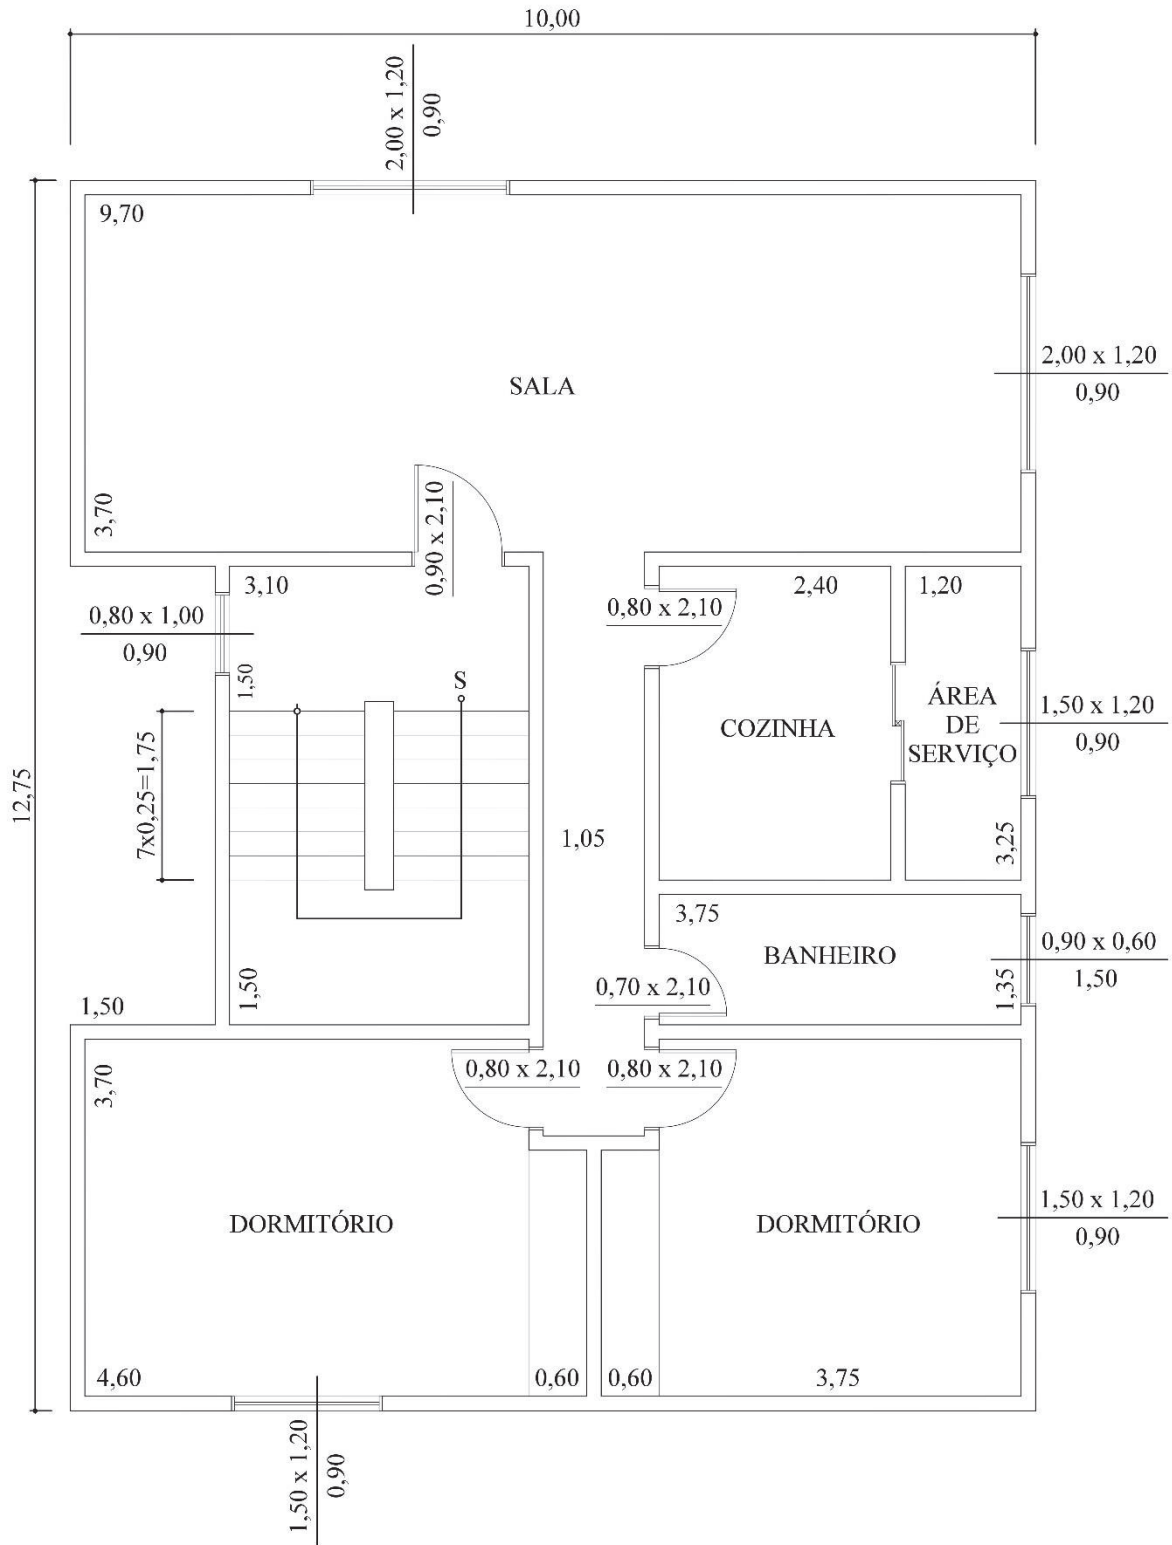 10,00
2,00 x 1,20
0,90
9,70
SALA
2,00 x 1,20
0,90
3,70
0,90 x 2,10
3,10
2,40
1,20
0,80 x 1,00
0,90
0,80 x 2,10
1,50
S
ÁREA
DE
SERVIÇO
COZINHA
1,50 x 1,20
0,90
12,75
7x0,25=1,75
1,05
3,25
3,75
BANHEIRO
0,90 x 0,60
1,50
1,50
1,50
0,70 x 2,10
1,35
3,70
0,80 x 2,10
0,80 x 2,10
DORMITÓRIO
DORMITÓRIO
1,50 x 1,20
0,90
4,60
0,60
0,60
3,75
1,50 x 1,20
0,90